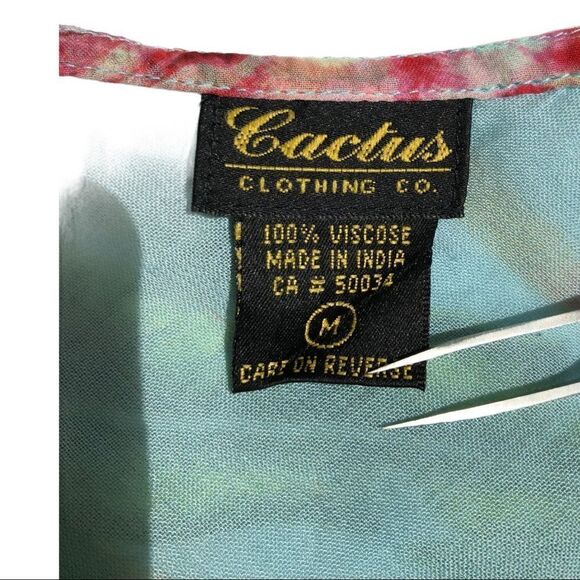 Cactus
CLOTHING CO.
100% VISCOSE
MADE IN INDIA
CA # 50034
M
CARE ON REVERSE